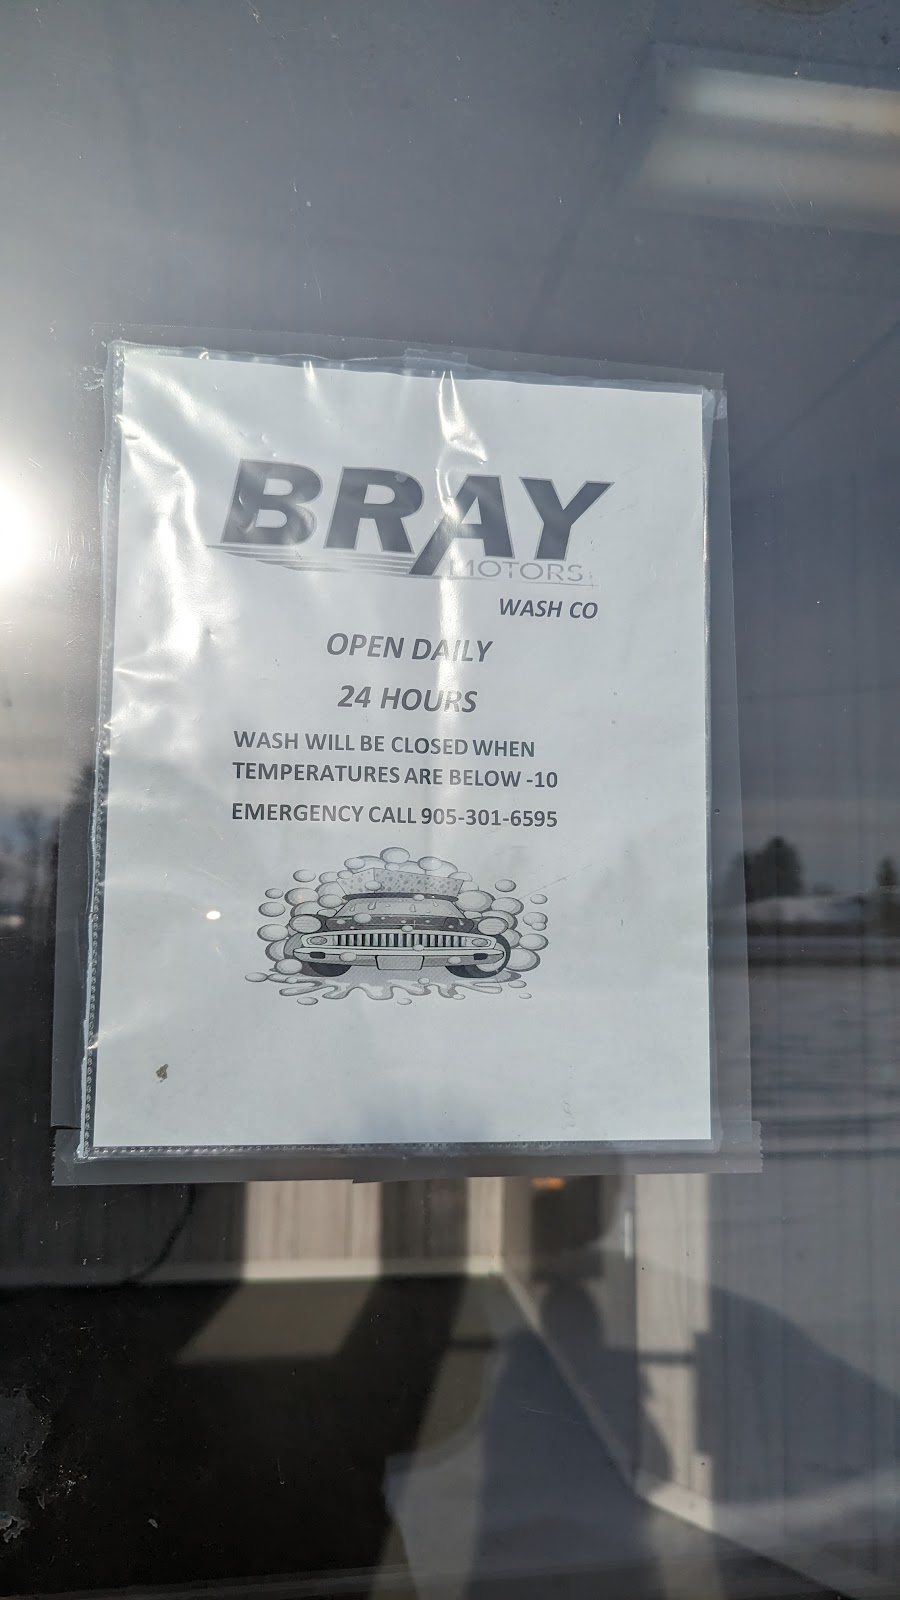 BRAY
MOTORS
WASH CO
OPEN DAILY
24 HOURS
WASH WILL BE CLOSED WHEN
TEMPERATURES ARE BELOW -10
EMERGENCY CALL 905-301-6595